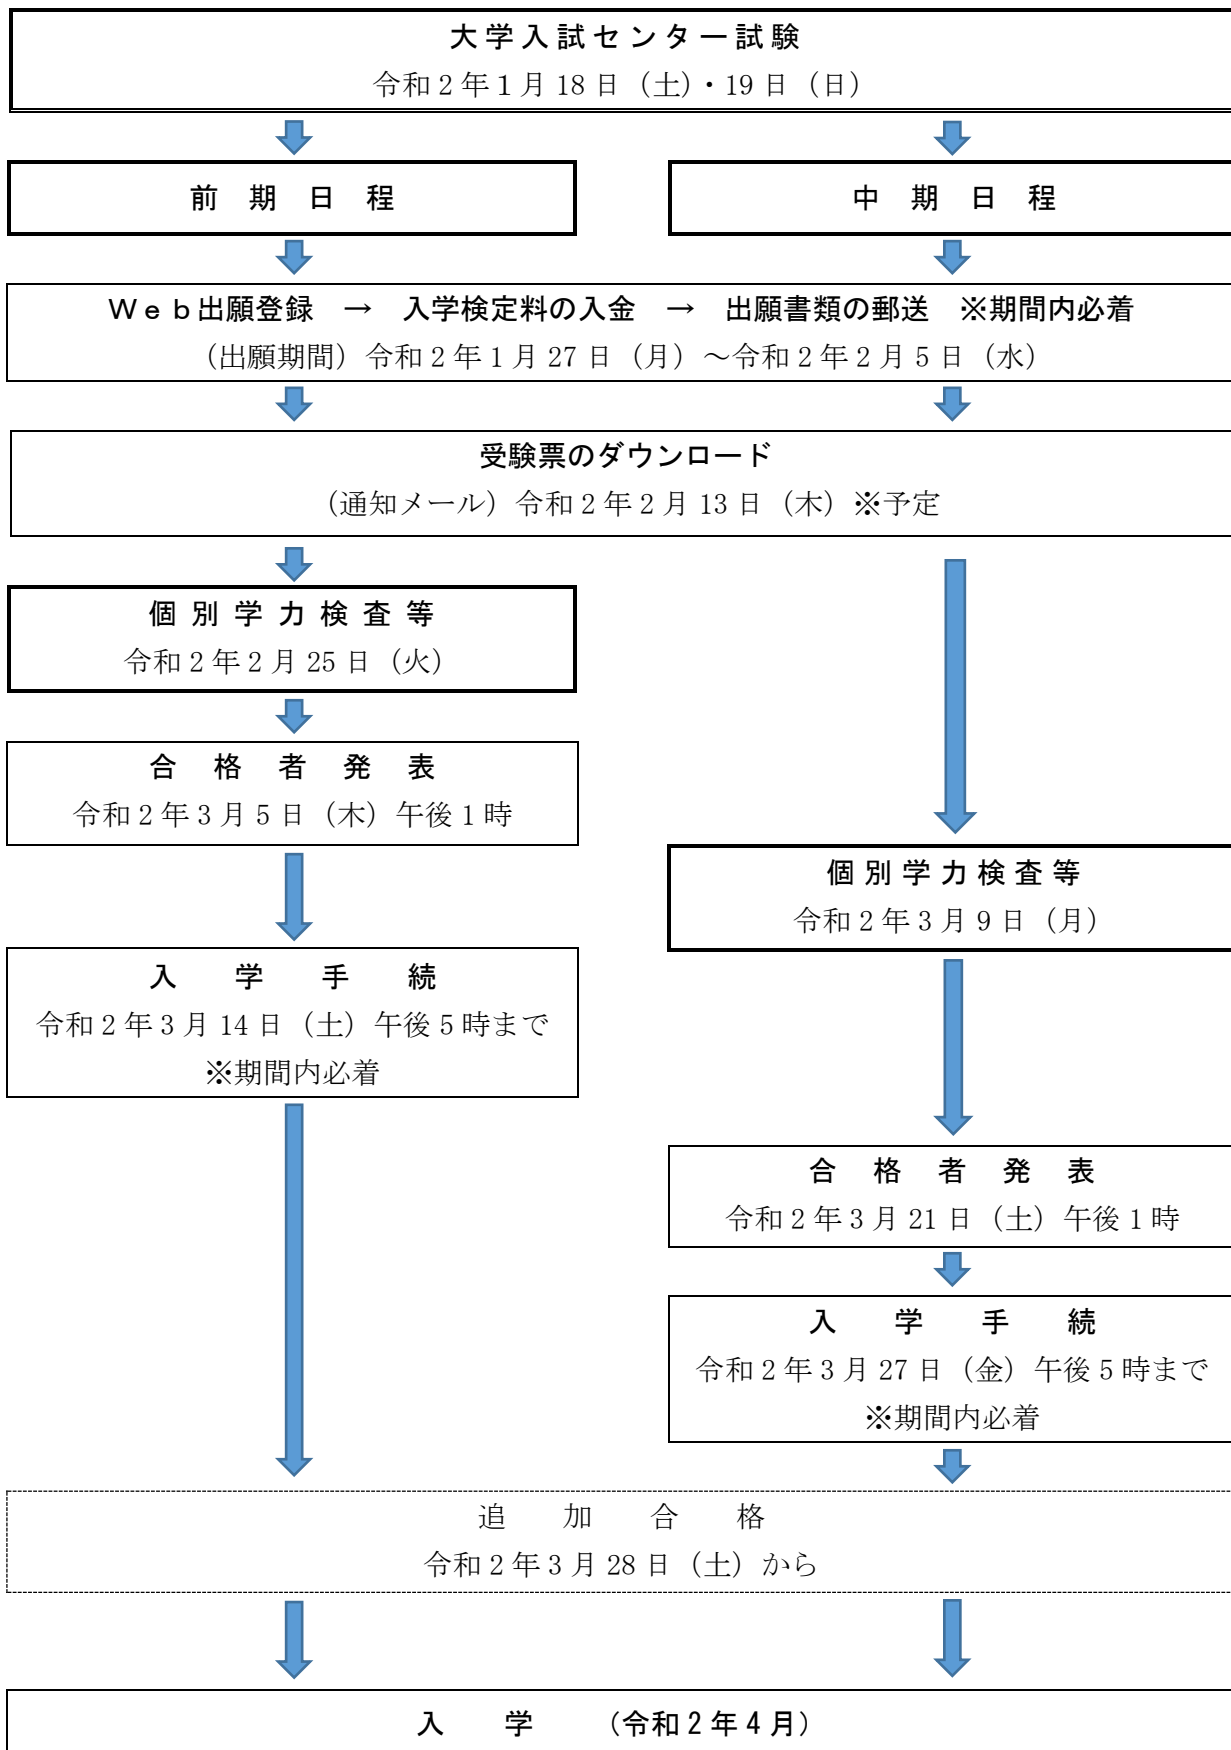 大学入試センター試験
令和2年1月18日（土）・19日（日）
前期日程
中期日程
Ｗｅｂ出願登録　→　入学検定料の入金　→　出願書類の郵送　※期間内必着
（出願期間）令和2年1月27日（月）～令和2年2月5日（水）
受験票のダウンロード
（通知メール）令和2年2月13日（木）※予定
個別学力検査等
令和2年2月25日（火）
合格者発表
令和2年3月5日（木）午後1時
入学手続
令和2年3月14日（土）午後5時まで
※期間内必着
個別学力検査等
令和2年3月9日（月）
合格者発表
令和2年3月21日（土）午後1時
入学手続
令和2年3月27日（金）午後5時まで
※期間内必着
追加合格
令和2年3月28日（土）から
入学　（令和2年4月）